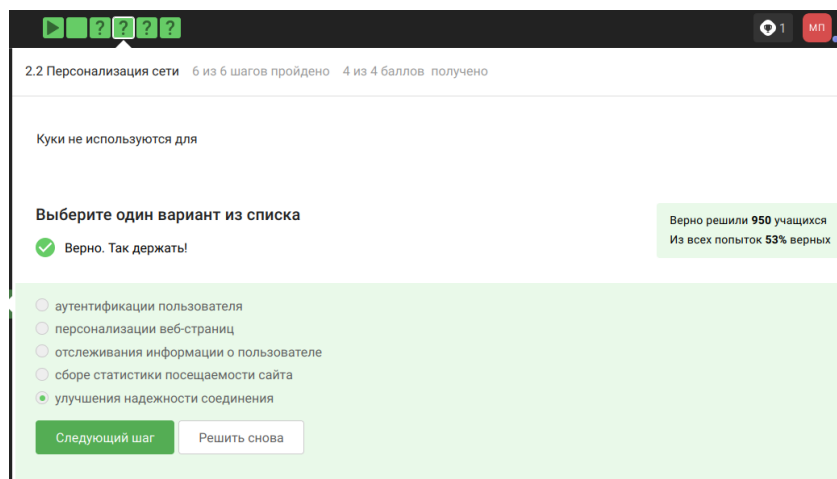 ? ? ? ?
1
МП
2.2 Персонализация сети 6 из 6 шагов пройдено 4 из 4 баллов получено
Куки не используются для
Выберите один вариант из списка
Верно. Так держать!
Верно решили 950 учащихся
Из всех попыток 53% верных
аутентификации пользователя
персонализации веб-страниц
отслеживания информации о пользователе
сборе статистики посещаемости сайта
улучшения надежности соединения
Следующий шаг
Решить снова